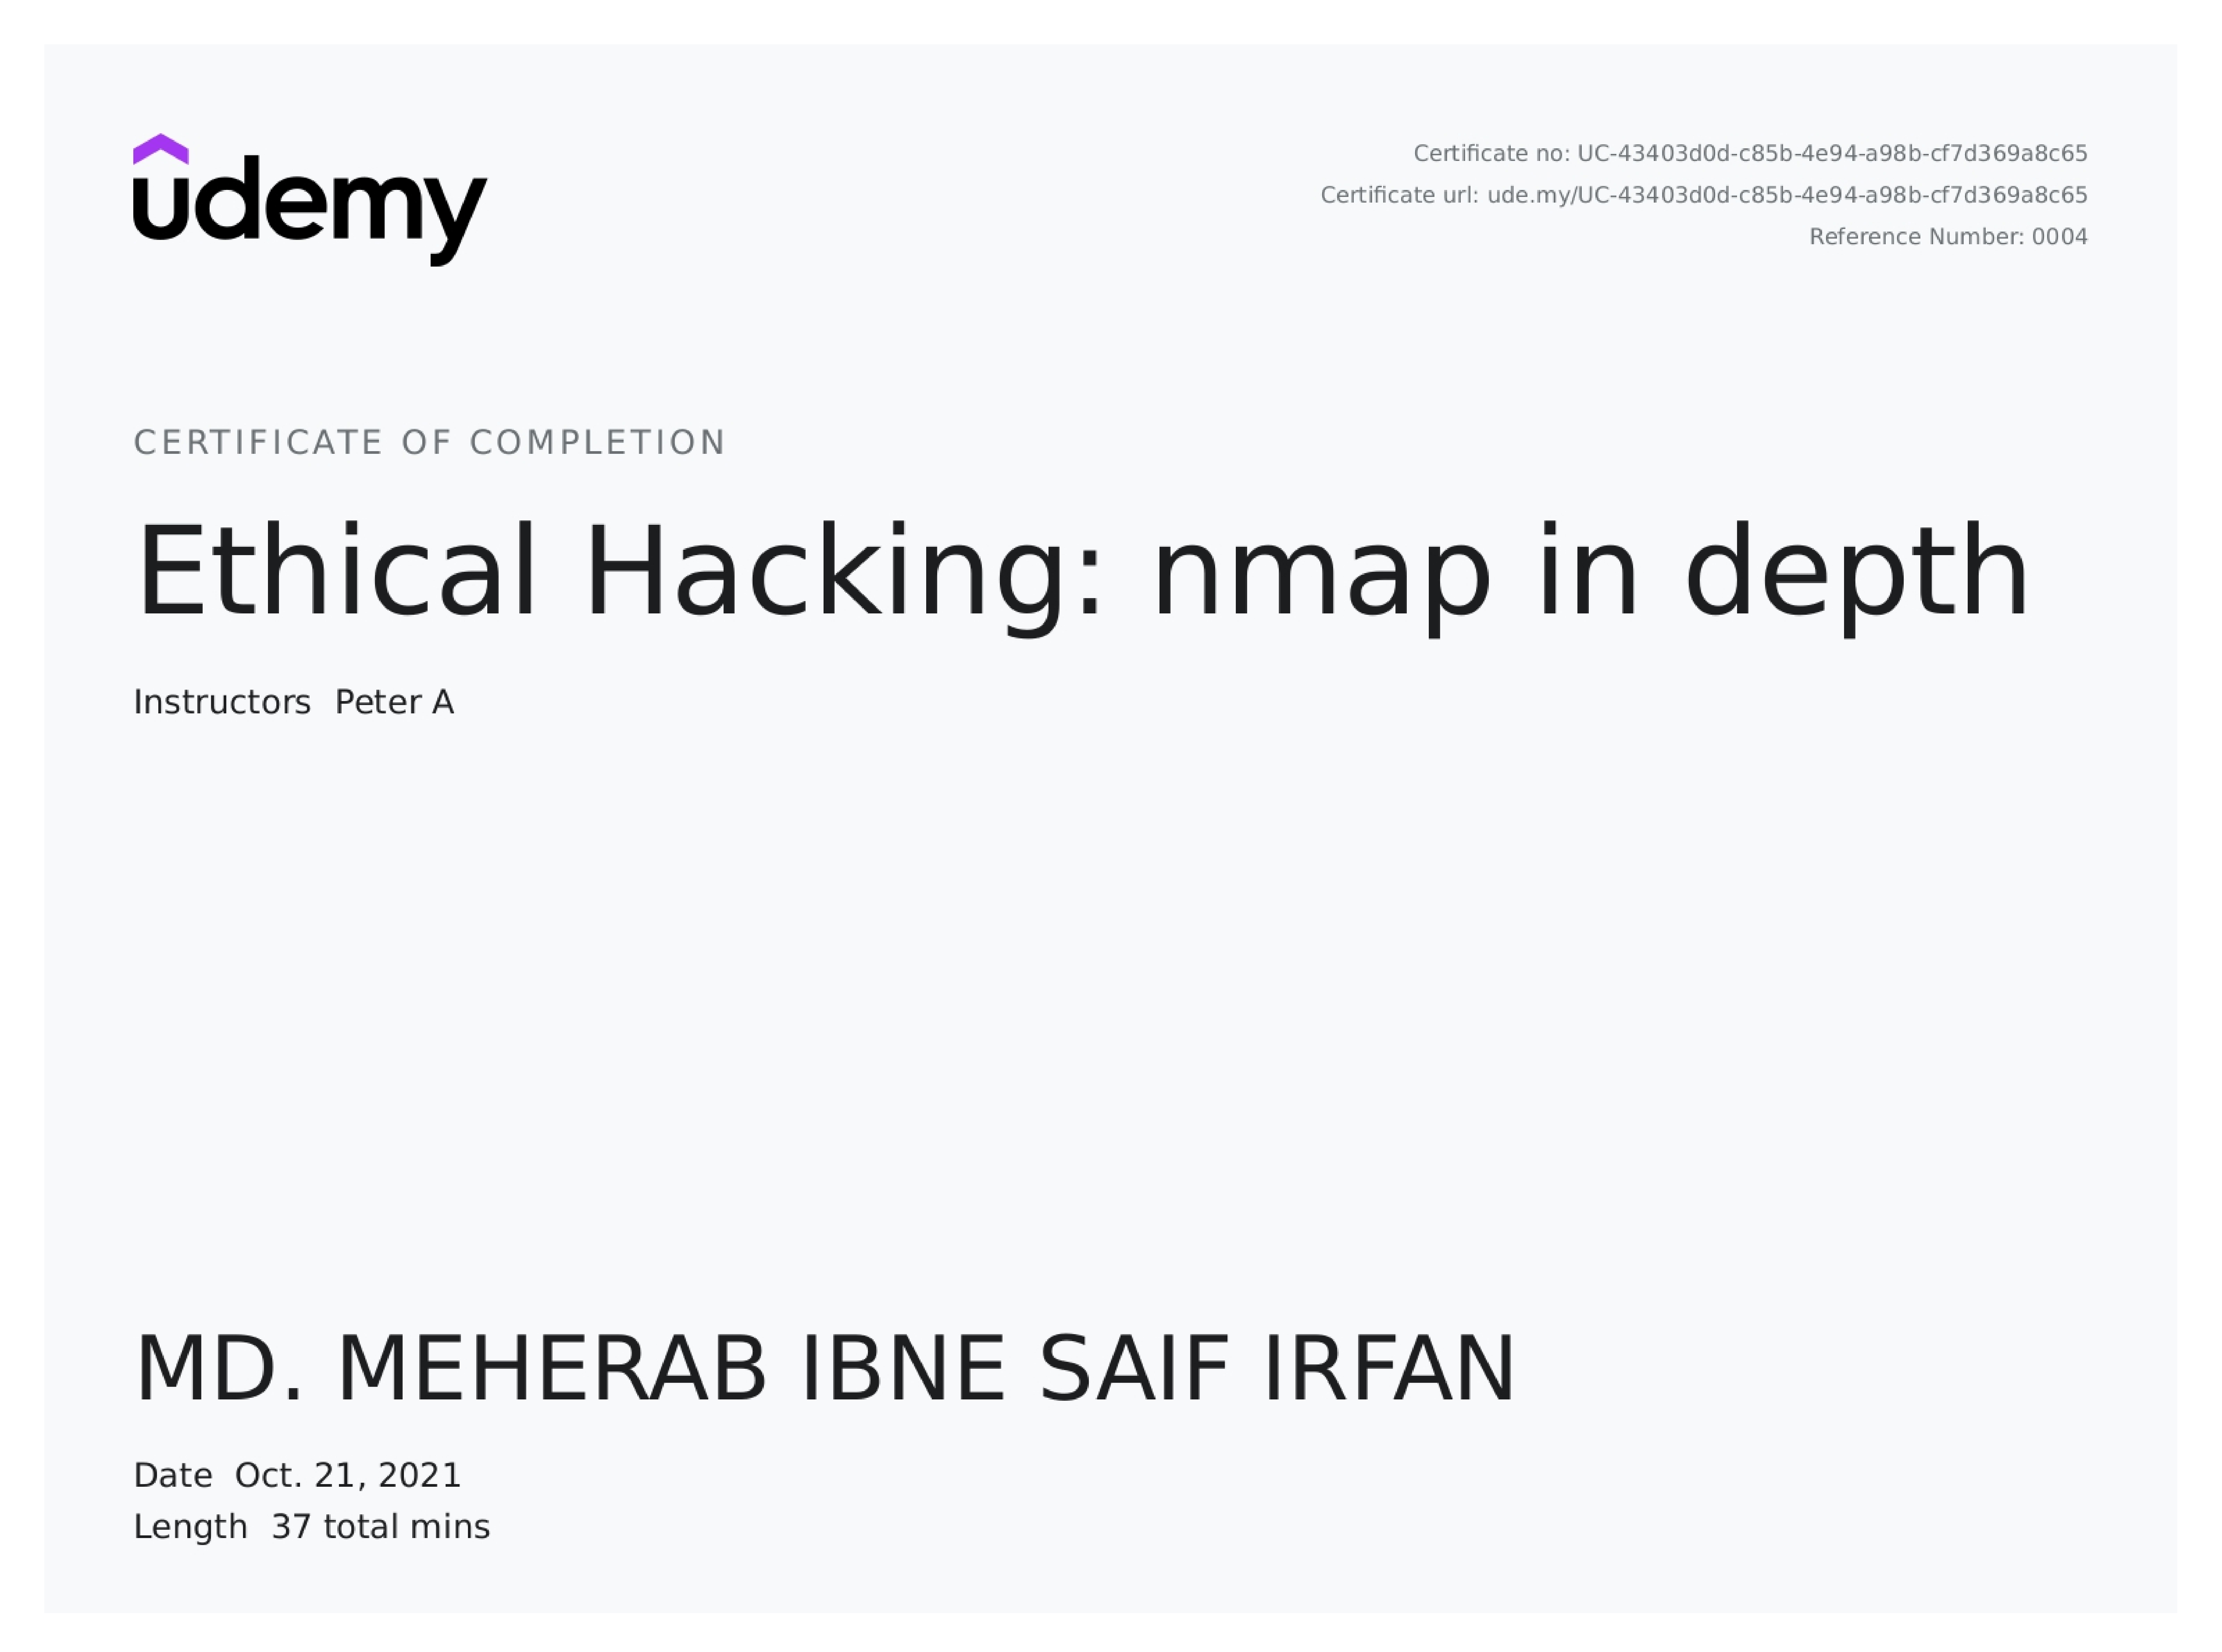 udemy
Certificate no: UC-43403d0d-c85b-4e94-a98b-cf7d369a8c65
Certificate url: ude.my/UC-43403d0d-c85b-4e94-a98b-cf7d369a8c65
Reference Number: 0004
CERTIFICATE OF COMPLETION
Ethical Hacking: nmap in depth
Instructors Peter A
MD. MEHERAB IBNE SAIF IRFAN
Date Oct. 21, 2021
Length 37 total mins